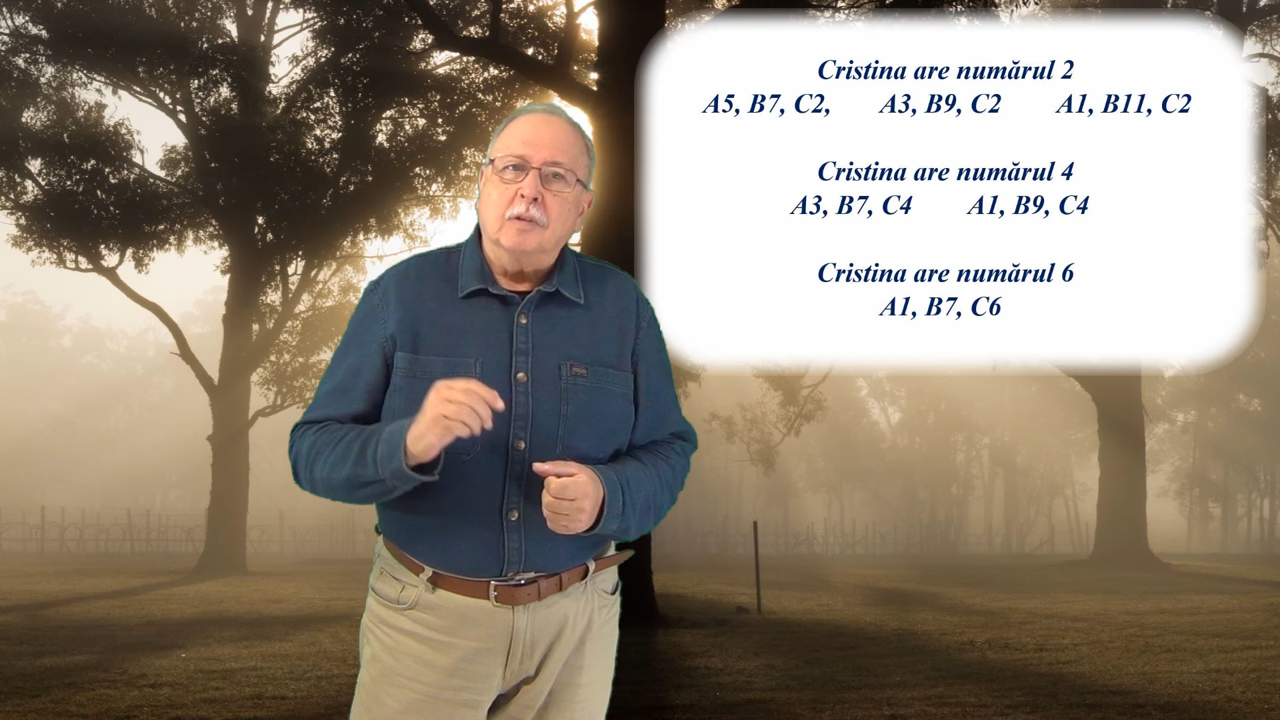 Cristina are numărul 2
A5, B7, C2, A3, B9, C2 A1, B11, C2
Cristina are numărul 4
A3, B7, C4 A1, B9, C4
Cristina are numărul 6
A1, B7, C6